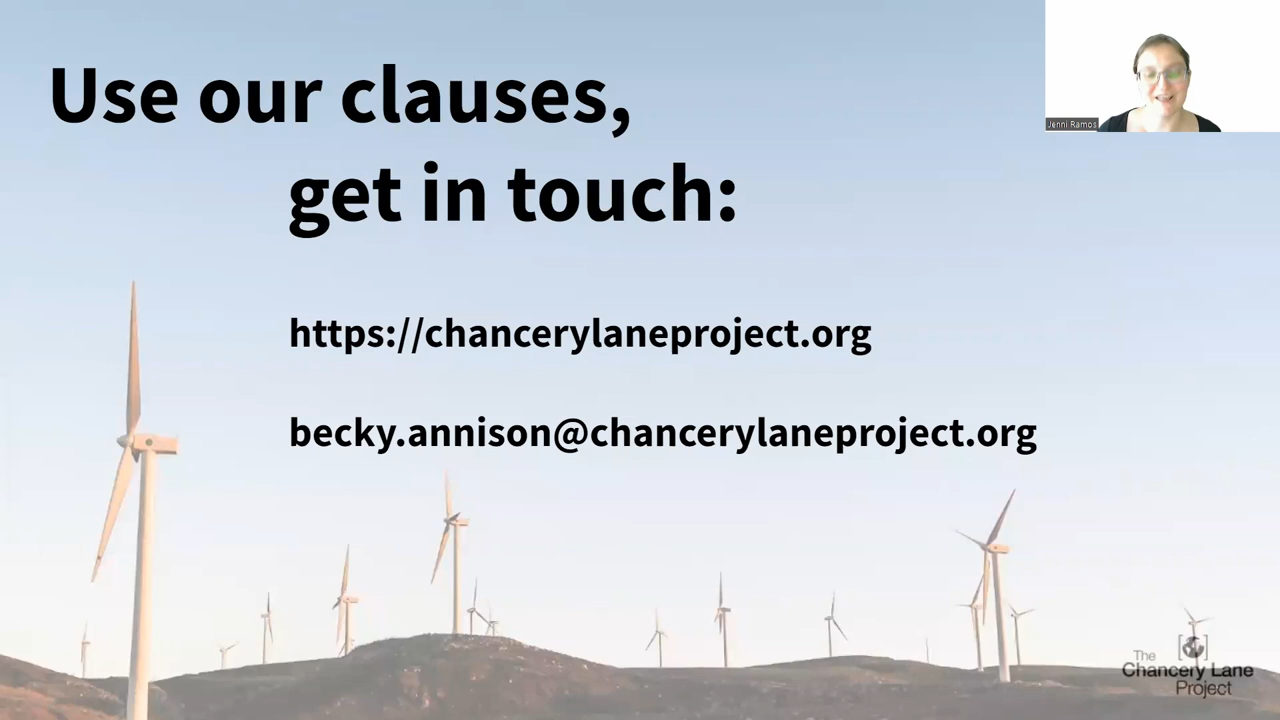 Use our clauses,
get in touch:
https://chancerylaneproject.org
becky.annison@chancerylaneproject.org
Jenni Ramos
The
Chancery Lane
Project